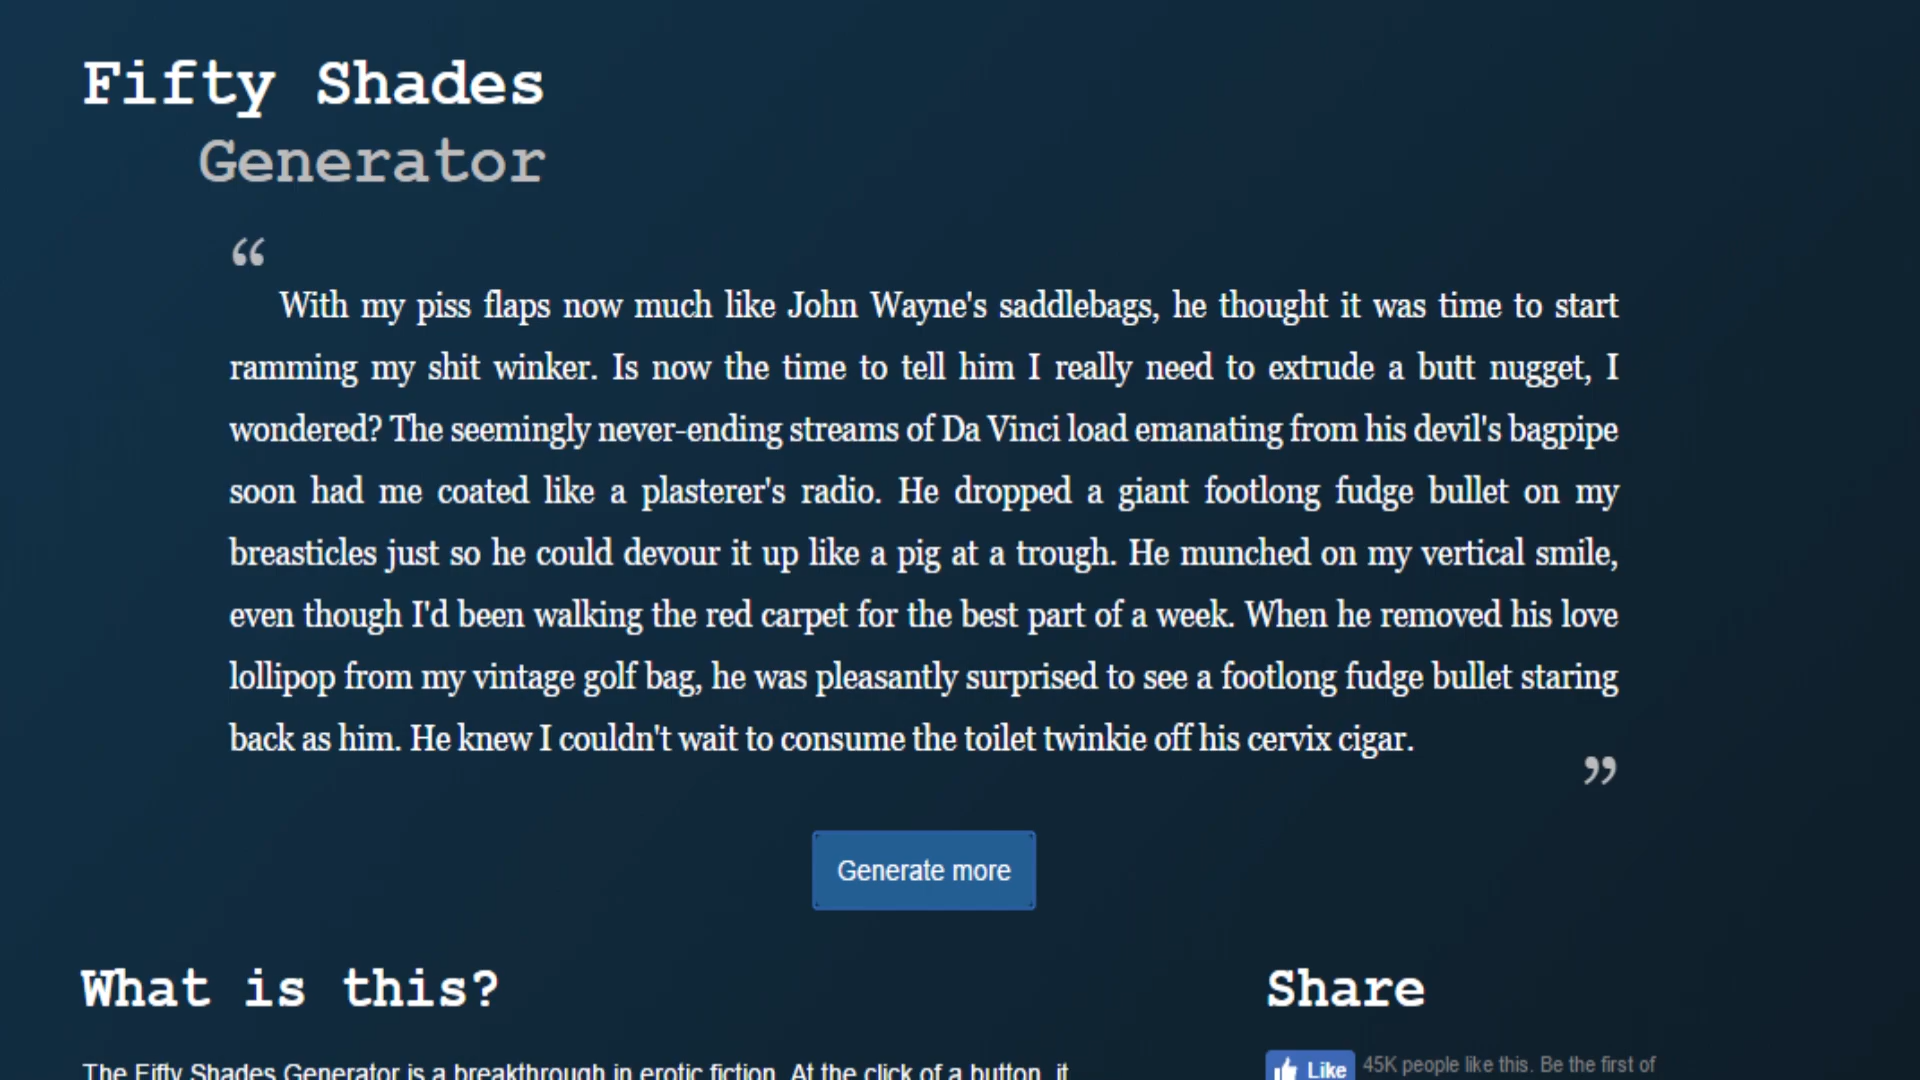 Fifty Shades
Generator
“
With my piss flaps now much like John Wayne's saddlebags, he thought it was time to start
ramming my shit winker. Is now the time to tell him I really need to extrude a butt nugget, I
wondered? The seemingly never-ending streams of Da Vinci load emanating from his devil's bagpipe
soon had me coated like a plasterer's radio. He dropped a giant footlong fudge bullet on my
breasticles just so he could devour it up like a pig at a trough. He munched on my vertical smile,
even though I'd been walking the red carpet for the best part of a week. When he removed his love
lollipop from my vintage golf bag, he was pleasantly surprised to see a footlong fudge bullet staring
back as him. He knew I couldn't wait to consume the toilet twinkie off his cervix cigar.
”
Generate more
What is this?
The Fifty Shades Generator is a breakthrough in erotic fiction. At the click of a button, it
Share
Like 45K people like this. Be the first of